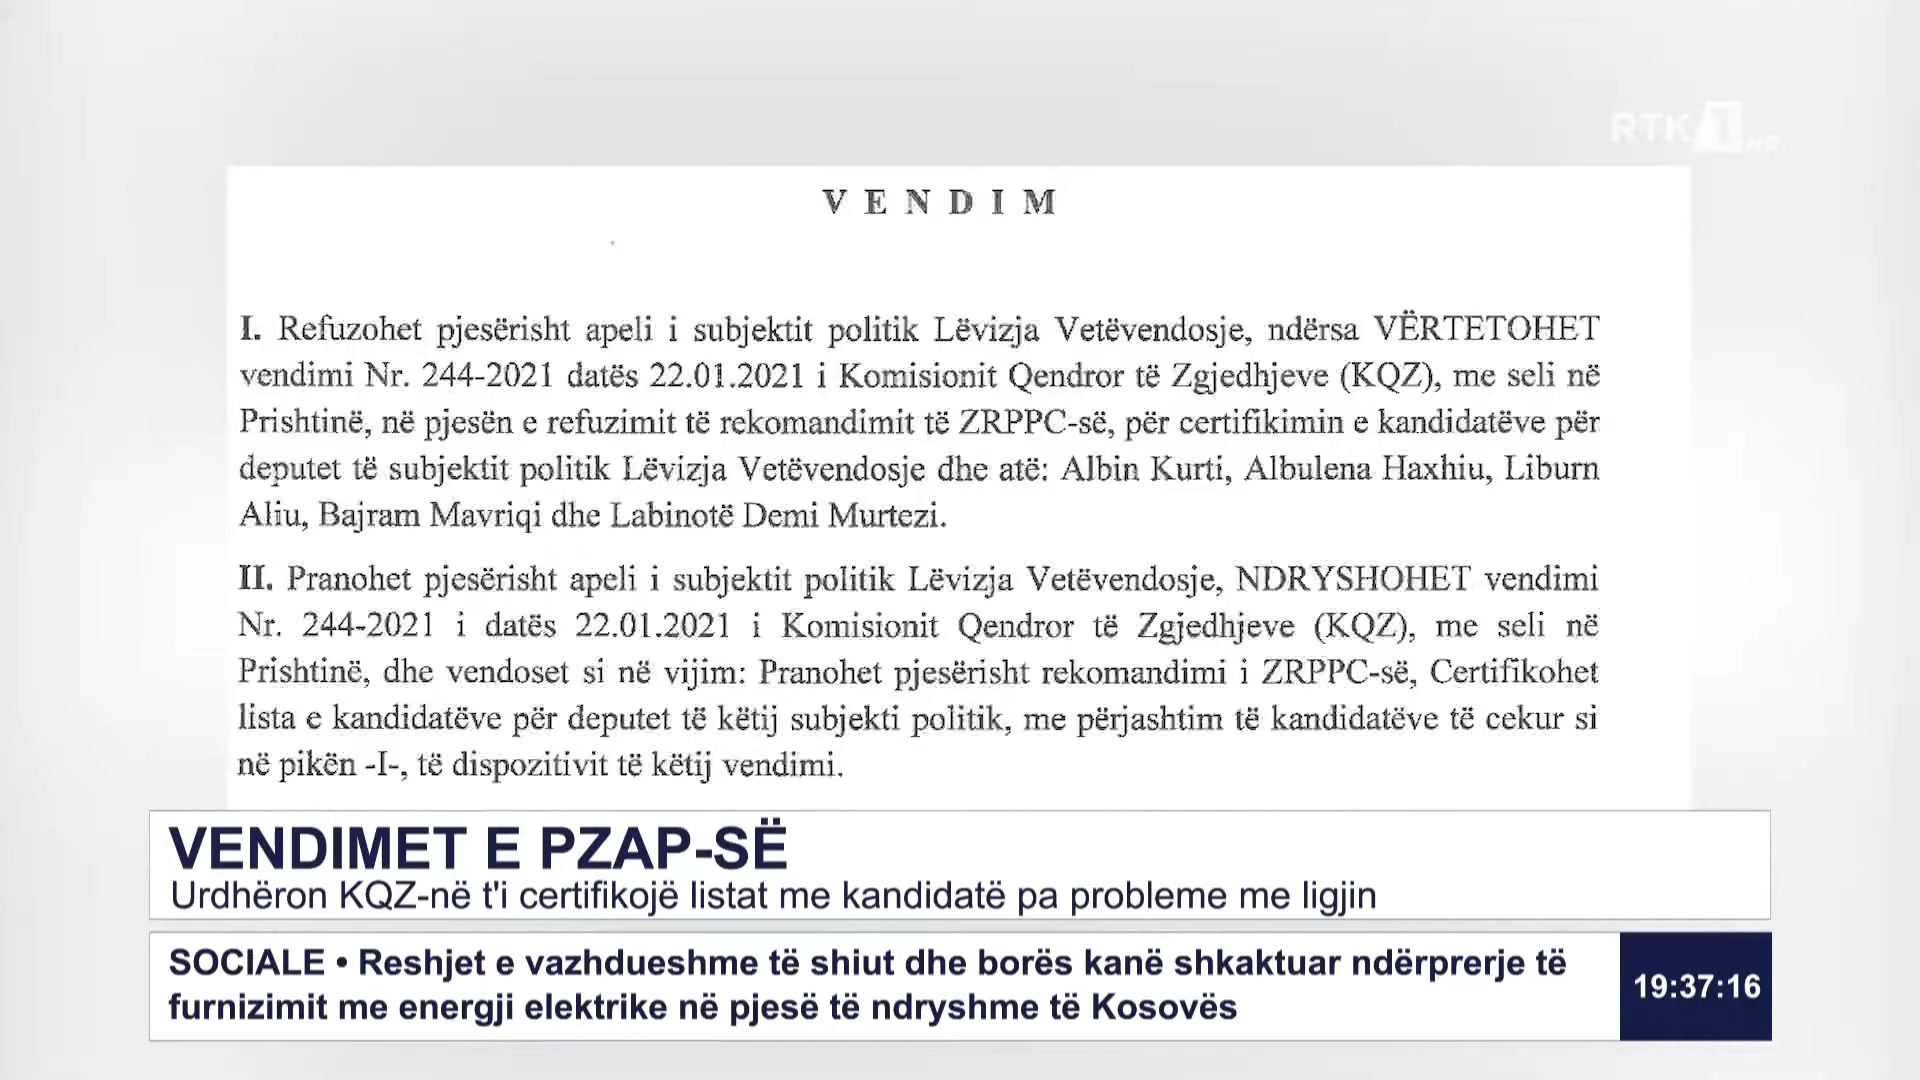 RTK 1
V E N D I M
I. Refuzohet pjesërisht apeli i subjektit politik Lëvizja Vetëvendosje, ndërsa VËRTETOHET
vendimi Nr. 244-2021 datës 22.01.2021 i Komisionit Qendror të Zgjedhjeve (KQZ), me seli në
Prishtinë, në pjesën e refuzimit të rekomandimit të ZRPPC-së, për certifikimin e kandidatëve për
deputet të subjektit politik Lëvizja Vetëvendosje dhe atë: Albin Kurti, Albulena Haxhiu, Liburn
Aliu, Bajram Mavriqi dhe Labinotë Demi Murtezi.
II. Pranohet pjesërisht apeli i subjektit politik Lëvizja Vetëvendosje, NDRYSHOHET vendimi
Nr. 244-2021 i datës 22.01.2021 i Komisionit Qendror të Zgjedhjeve (KQZ), me seli në
Prishtinë, dhe vendoset si në vijim: Pranohet pjesërisht rekomandimi i ZRPPC-së, Certifikohet
lista e kandidatëve për deputet të këtij subjekti politik, me përjashtim të kandidatëve të cekur si
në pikën -I-, të dispozitivit të këtij vendimi.
VENDIMET E PZAP-SË
Urdhëron KQZ-në t'i certifikojë listat me kandidatë pa probleme me ligjin
SOCIALE • Reshjet e vazhdueshme të shiut dhe borës kanë shkaktuar ndërprerje të
furnizimit me energji elektrike në pjesë të ndryshme të Kosovës
19:37:16